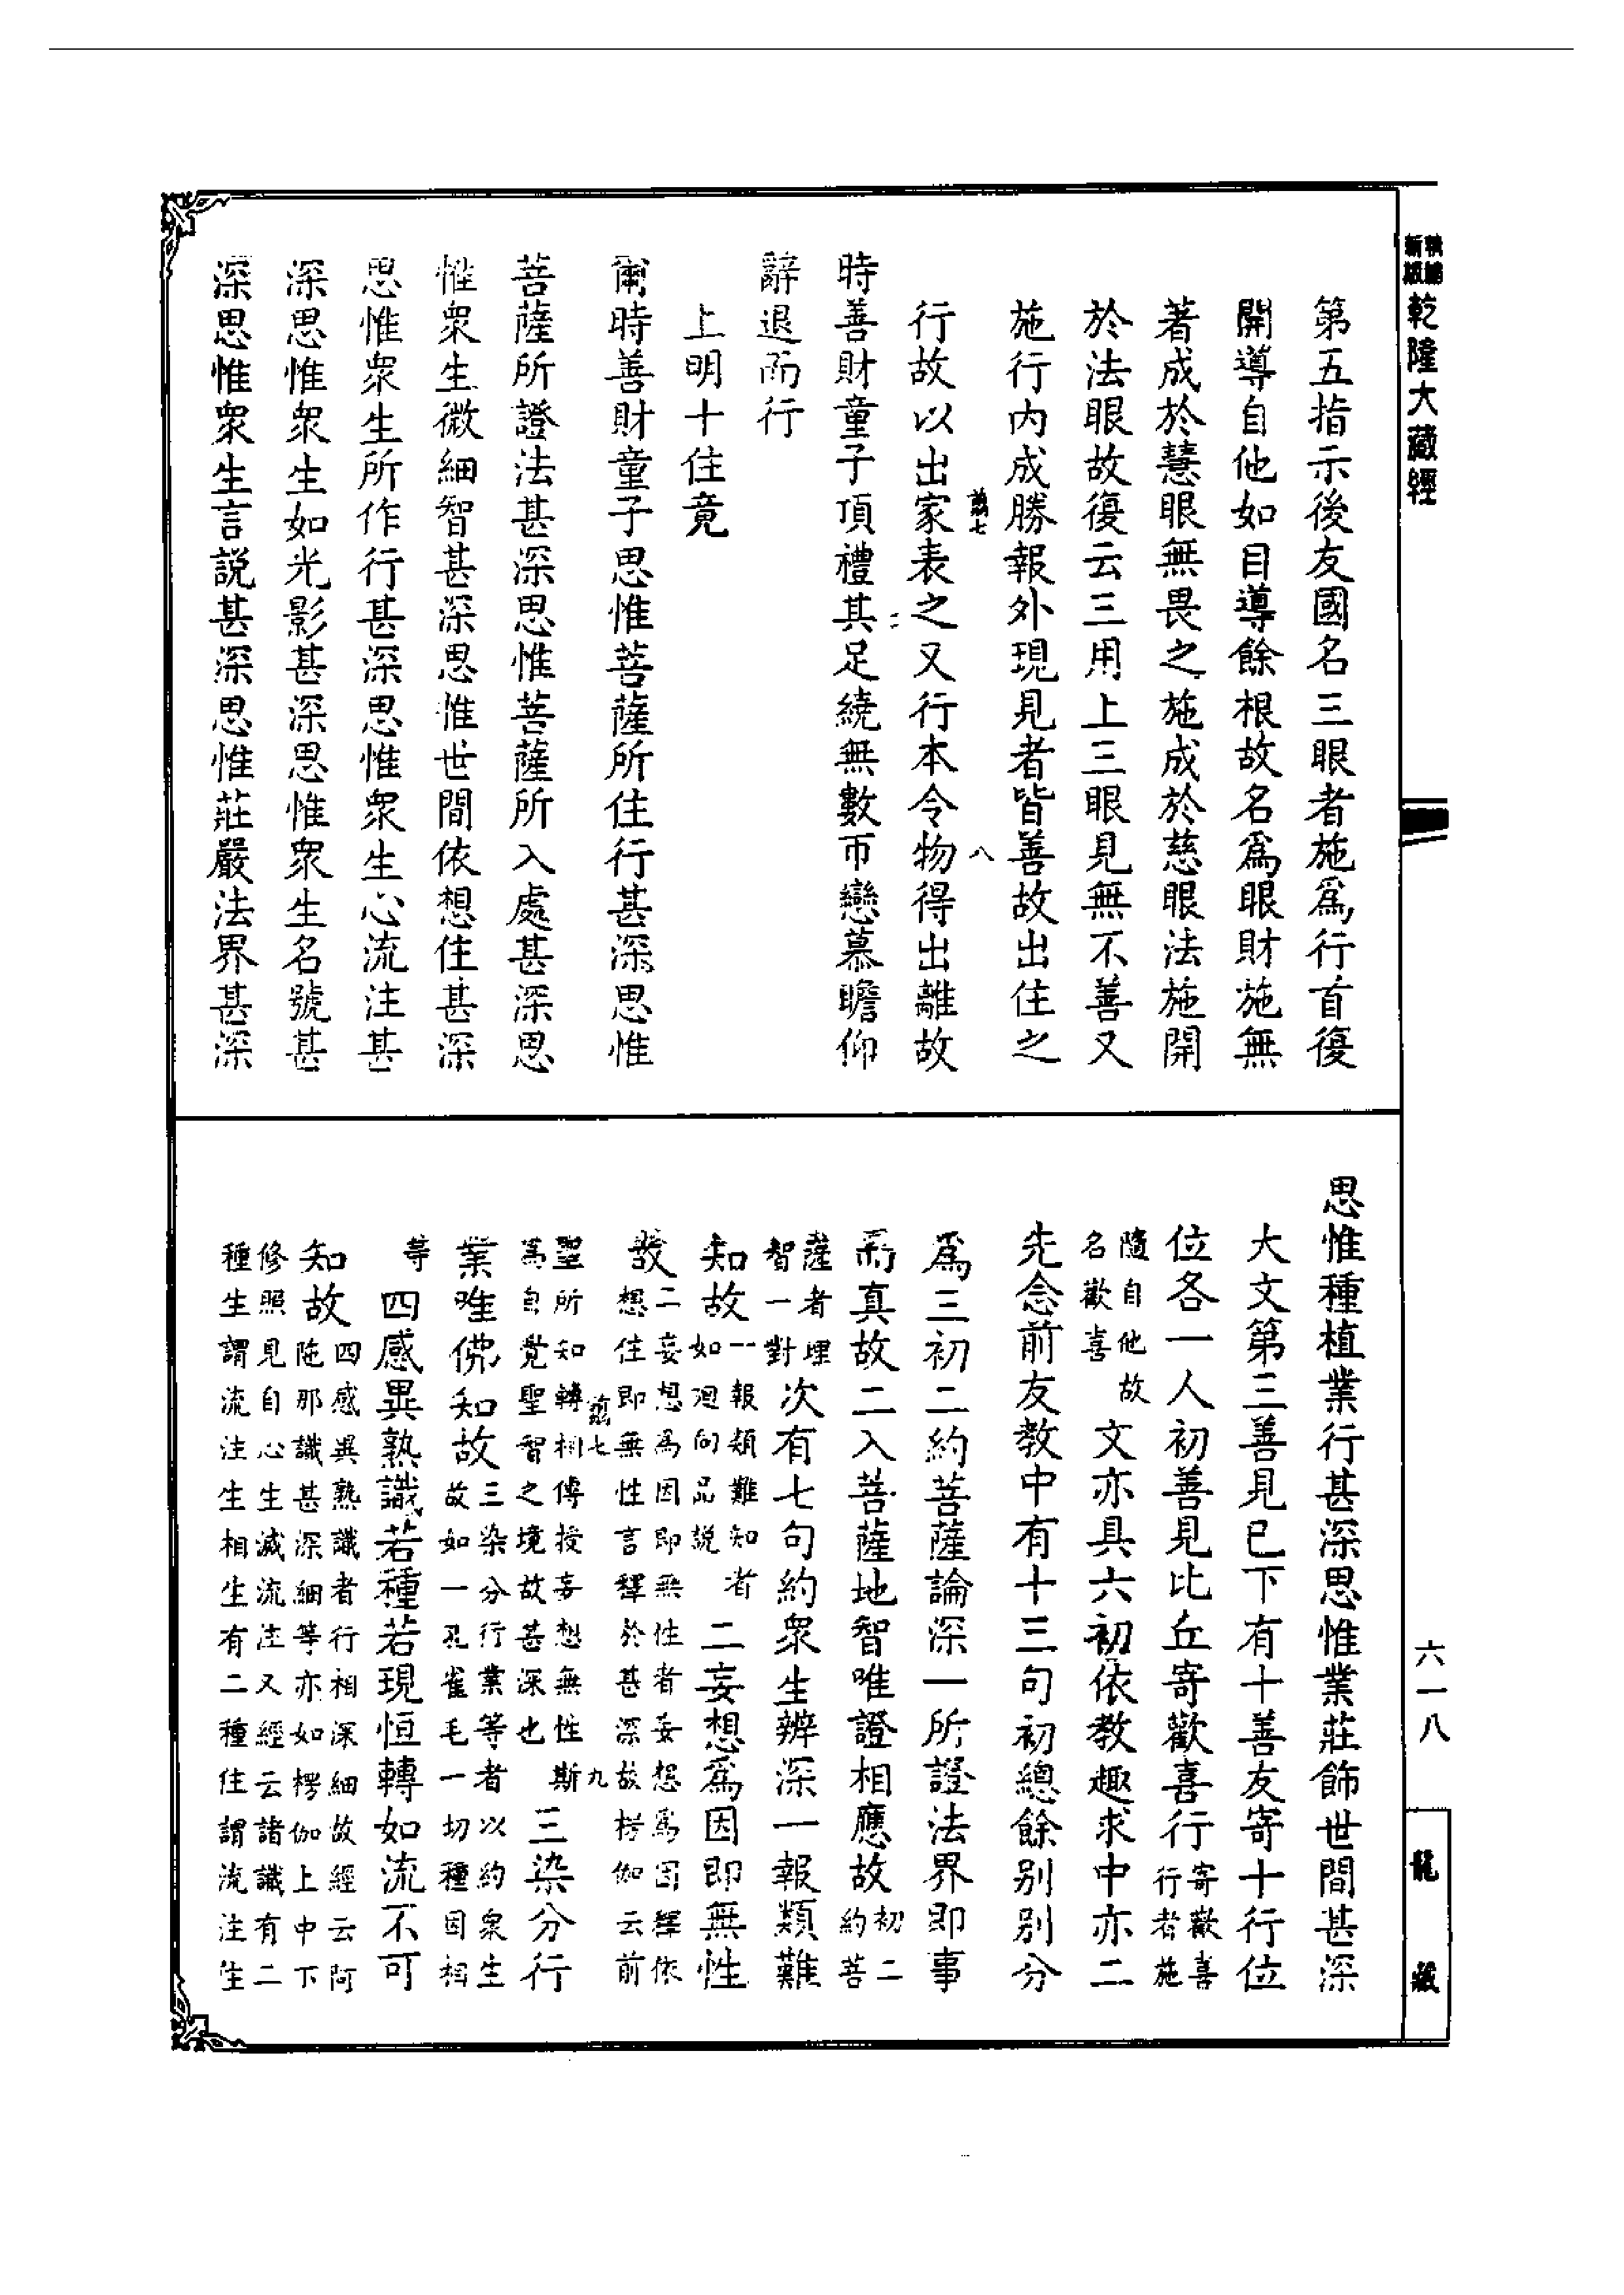 乾隆大藏經
第五指示後友國名三眼者施爲行首復
開導自他如目導餘根故名爲眼財施無
著成於慧眼無畏之施成於慈眼法施開
於法眼故復云三用上三眼見無不善又
施行内成勝報外現見者皆善故出住之
行故以出家表之又行本令物得出離故
時善財童子頂禮其足繞無數帀戀慕瞻仰
辭退而行
上明十住竟
爾時善財童子思惟菩薩所住行甚深思惟
菩薩所證法甚深思惟菩薩所入處甚深思
惟衆生微細智甚深思惟世間依想住甚深
思惟衆生所作行甚深思惟衆生心流注甚
深思惟衆生如光影甚深思惟衆生名號甚
深思惟衆生言説甚深思惟莊嚴法界甚深
思惟種植業行甚深思惟業莊飾世間甚深
大文第三善見已下有十善友寄十行位
位各一人初善見比丘寄歡喜行寄歡喜行者施
隨自他故名歡喜文亦具六初依教趣求中亦二
先念前友教中有十三句初總餘别别分
爲三初二約菩薩論深一所證法界即事
而真故二入菩薩地智唯證相應故初二約菩
薩者理智一對次有七句約衆生辨深一報類難
知故一報類難知者如迴向品説二妄想爲因即無性
故二妄想爲因即無性者妄想爲因釋依想住即無性言釋於甚深故楞伽云前
聖所知轉相傳授妄想無性斯爲自覺聖智之境故甚深也三染分行
業唯佛知故三染分行業等者以約衆生故如一孔雀毛一切種因相
等四感異熟識若種若現恒轉如流不可
知故四感異熟識者行相深細故經云阿陁那識甚深細等亦如楞伽上中下
修照見自心生滅流注又經云諸識有二種生謂流注生相生有二種住謂流注住
六一八
龍藏